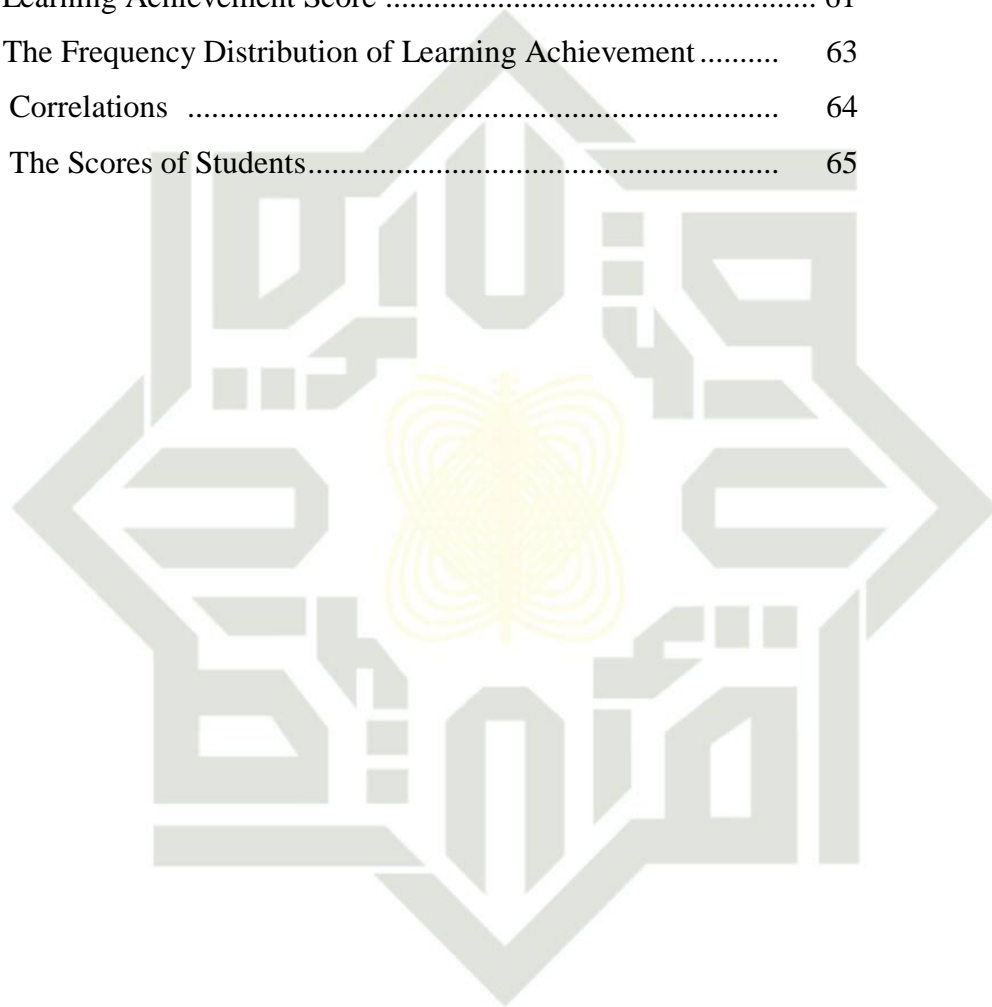 Learning Achievement Score ...................................................... 61
The Frequency Distribution of Learning Achievement .......... 63
Correlations .......................................................................... 64
The Scores of Students........................................................... 65